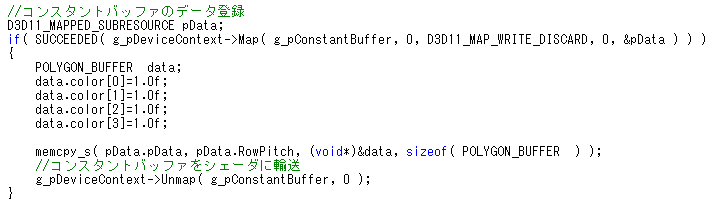 //コンスタントバッファのデータ登録
D3D11_MAPPED_SUBRESOURCE pData;
if( SUCCEEDED( g_pDeviceContext->Map( g_pConstantBuffer, 0, D3D11_MAP_WRITE_DISCARD, 0, &pData ) ) )
{
POLYGON_BUFFER  data;
data.color[0]=1.0f;
data.color[1]=1.0f;
data.color[2]=1.0f;
data.color[3]=1.0f;
memcpy_s( pData.pData, pData.RowPitch, (void*)&data, sizeof( POLYGON_BUFFER  ) );
//コンスタントバッファをシェーダに輸送
g_pDeviceContext->Unmap( g_pConstantBuffer, 0 );
}